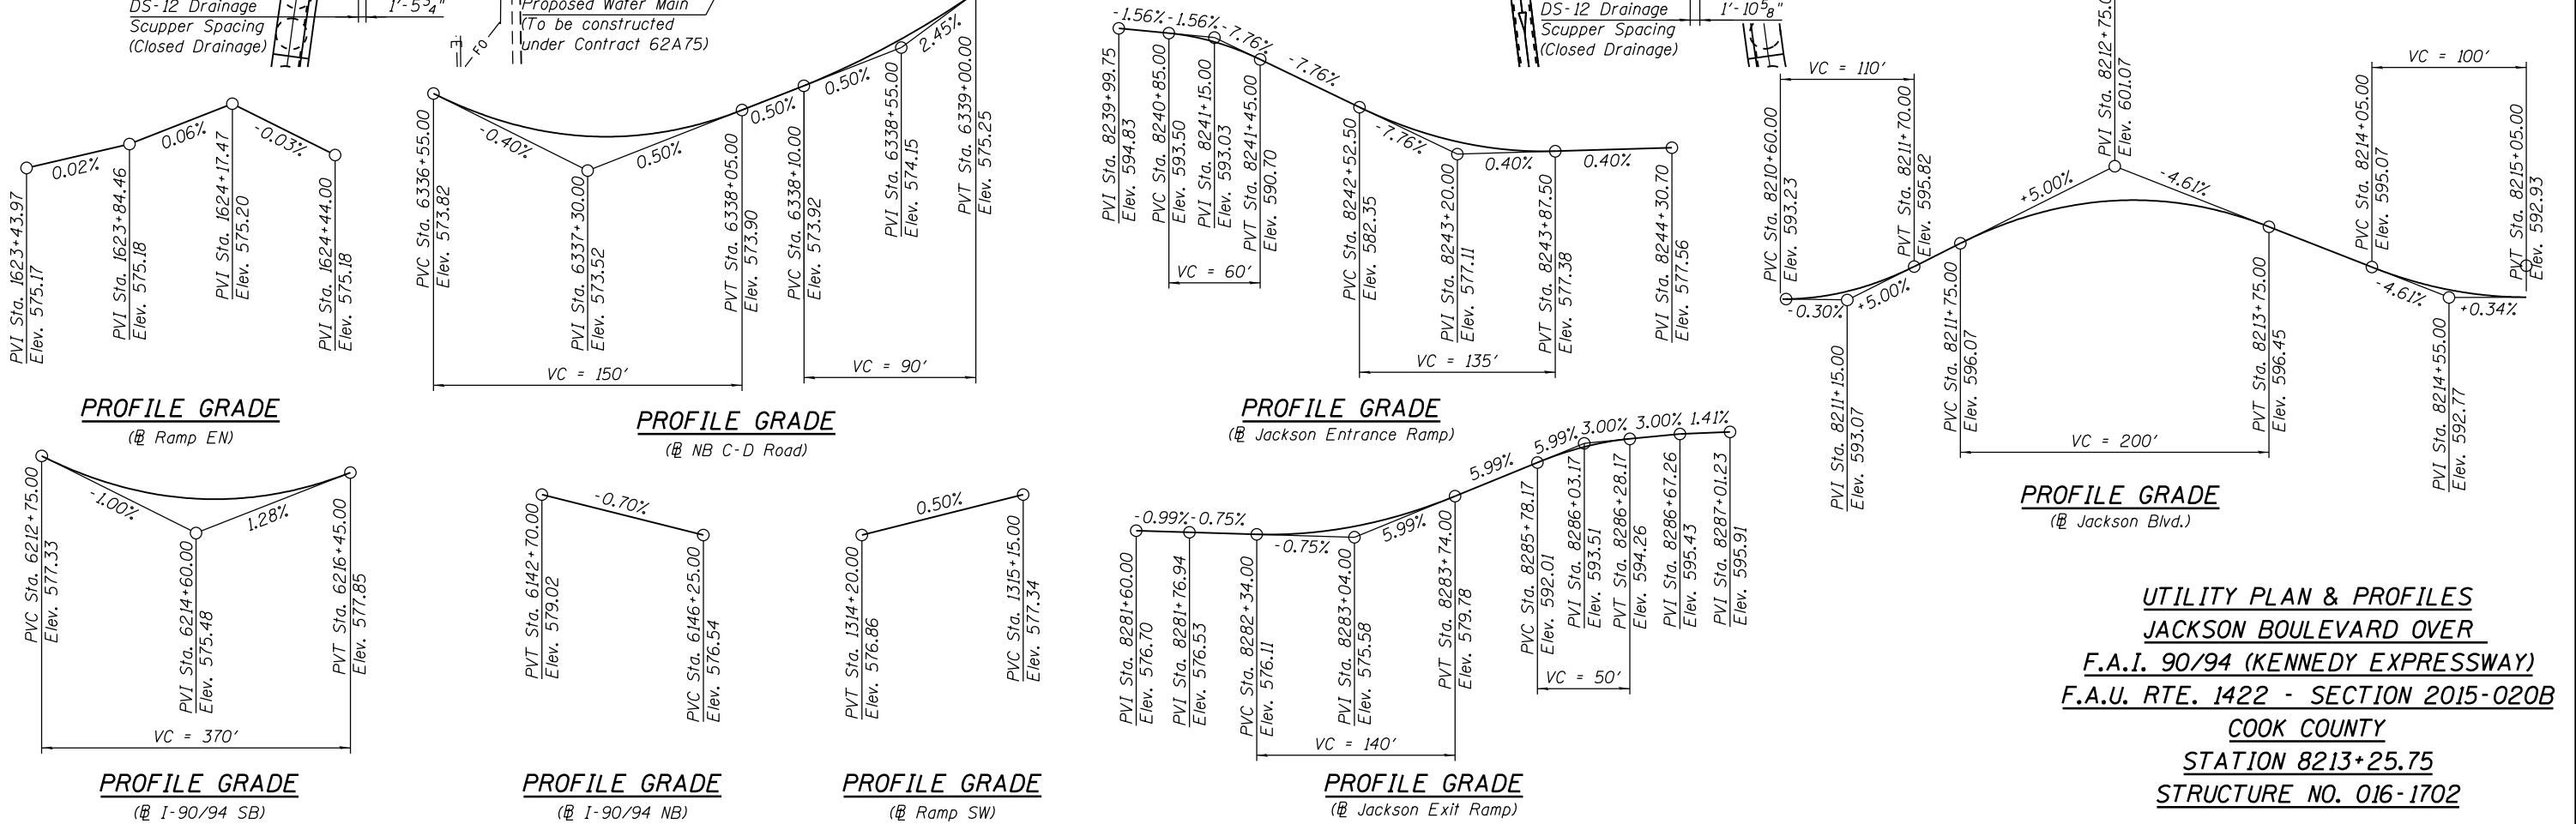 DS-12 Drainage
Scupper Spacing
(Closed Drainage)
1'-5 3/4"
Proposed Water Main
(To be constructed
under Contract 62A75)
FO
DS-12 Drainage
Scupper Spacing
(Closed Drainage)
1'-10 5/8"
0.02%
0.06%
-0.03%
PVI Sta. 1623+43.97
Elev. 575.17
PVI Sta. 1623+84.46
Elev. 575.18
PVI Sta. 1624+17.47
Elev. 575.20
PVI Sta. 1624+44.00
Elev. 575.18
PROFILE GRADE
(℄ Ramp EN)
-0.40%
0.50%
0.50%
0.50%
2.45%
PVC Sta. 6336+55.00
Elev. 573.82
PVI Sta. 6337+30.00
Elev. 573.52
PVT Sta. 6338+05.00
Elev. 573.90
PVC Sta. 6338+10.00
Elev. 573.92
PVI Sta. 6338+55.00
Elev. 574.15
PVT Sta. 6339+00.00
Elev. 575.25
VC = 150'
VC = 90'
PROFILE GRADE
(℄ NB C-D Road)
-1.56%
-1.56%
-7.76%
-7.76%
-7.76%
0.40%
0.40%
PVI Sta. 8239+99.75
Elev. 594.83
PVC Sta. 8240+85.00
Elev. 593.50
PVI Sta. 8241+15.00
Elev. 593.03
PVT Sta. 8241+45.00
Elev. 590.70
PVC Sta. 8242+52.50
Elev. 582.35
PVI Sta. 8243+20.00
Elev. 577.11
PVT Sta. 8243+87.50
Elev. 577.38
PVI Sta. 8244+30.70
Elev. 577.56
VC = 60'
VC = 135'
PROFILE GRADE
(℄ Jackson Entrance Ramp)
VC = 110'
VC = 100'
-0.30%
+5.00%
+5.00%
-4.61%
-4.61%
+0.34%
PVC Sta. 8210+60.00
Elev. 593.23
PVI Sta. 8211+15.00
Elev. 593.07
PVT Sta. 8211+70.00
Elev. 595.82
PVC Sta. 8211+75.00
Elev. 596.07
PVI Sta. 8212+75.0
Elev. 601.07
PVT Sta. 8213+75.00
Elev. 596.45
PVC Sta. 8214+05.00
Elev. 595.07
PVI Sta. 8214+55.00
Elev. 592.77
PVT Sta. 8215+05.00
Elev. 592.93
VC = 200'
PROFILE GRADE
(℄ Jackson Blvd.)
-1.00%
1.28%
PVC Sta. 6212+75.00
Elev. 577.33
PVI Sta. 6214+60.00
Elev. 575.48
PVT Sta. 6216+45.00
Elev. 577.85
VC = 370'
PROFILE GRADE
(℄ I-90/94 SB)
-0.70%
PVT Sta. 6142+70.00
Elev. 579.02
PVC Sta. 6146+25.00
Elev. 576.54
PROFILE GRADE
(℄ I-90/94 NB)
0.50%
PVT Sta. 1314+20.00
Elev. 576.86
PVC Sta. 1315+15.00
Elev. 577.34
PROFILE GRADE
(℄ Ramp SW)
-0.99%
-0.75%
-0.75%
5.99%
5.99%
5.99%
3.00%
3.00%
1.41%
PVI Sta. 8281+60.00
Elev. 576.70
PVI Sta. 8281+76.94
Elev. 576.53
PVC Sta. 8282+34.00
Elev. 576.11
PVI Sta. 8283+04.00
Elev. 575.58
PVT Sta. 8283+74.00
Elev. 579.78
PVC Sta. 8285+78.17
Elev. 592.01
PVI Sta. 8286+03.17
Elev. 593.51
PVT Sta. 8286+28.17
Elev. 594.26
PVI Sta. 8286+67.26
Elev. 595.43
PVI Sta. 8287+01.23
Elev. 595.91
VC = 50'
VC = 140'
PROFILE GRADE
(℄ Jackson Exit Ramp)
UTILITY PLAN & PROFILES
JACKSON BOULEVARD OVER
F.A.I. 90/94 (KENNEDY EXPRESSWAY)
F.A.U. RTE. 1422 - SECTION 2015-020B
COOK COUNTY
STATION 8213+25.75
STRUCTURE NO. 016-1702